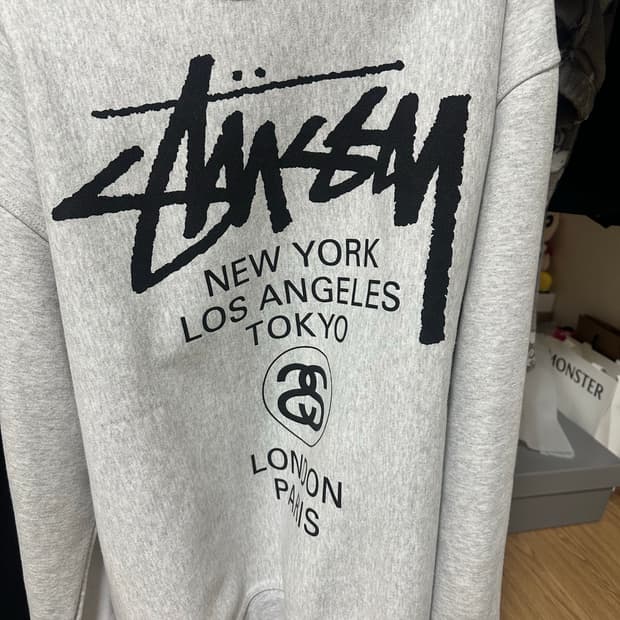 Stüssy
NEW YORK
LOS ANGELES
TOKYO
LONDON
PARIS
MONSTER